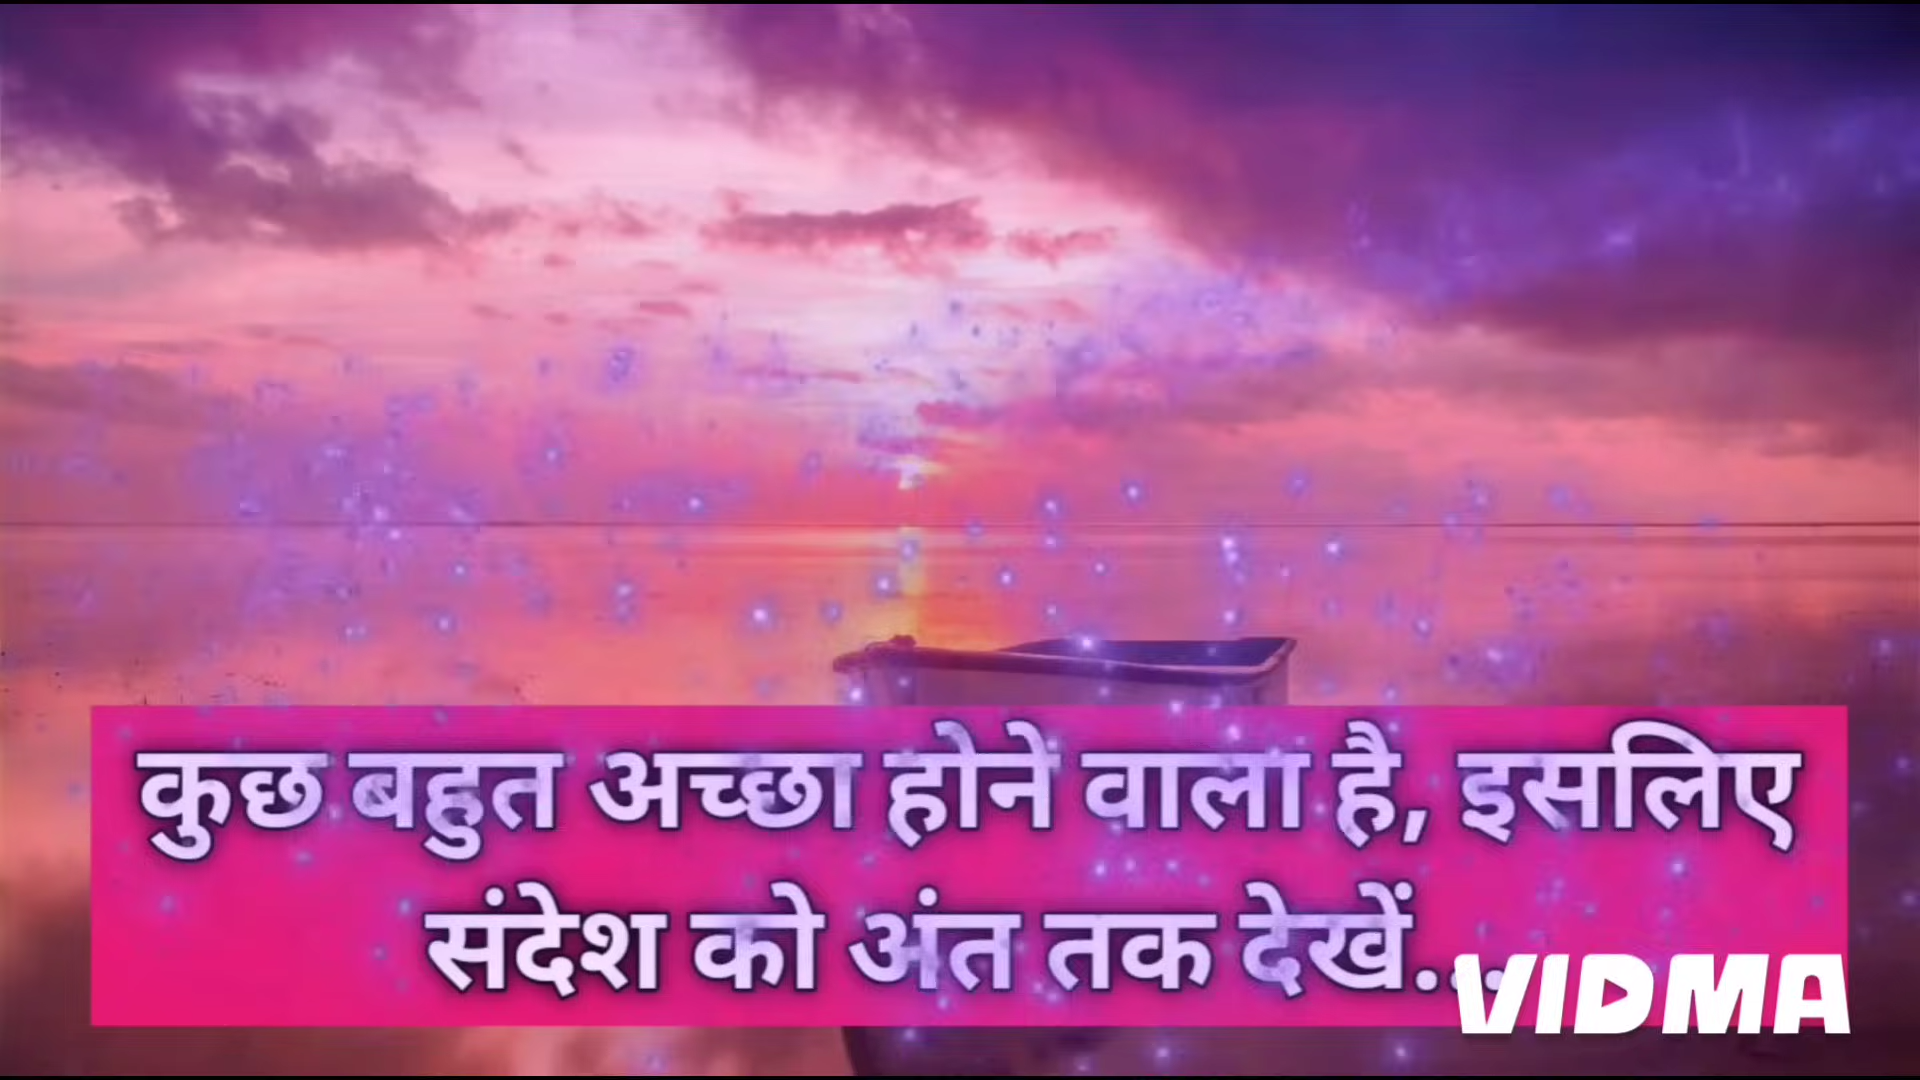 कुछ बहुत अच्छा होने वाला है, इसलिए
संदेश को अंत तक देखें...
VIDMA